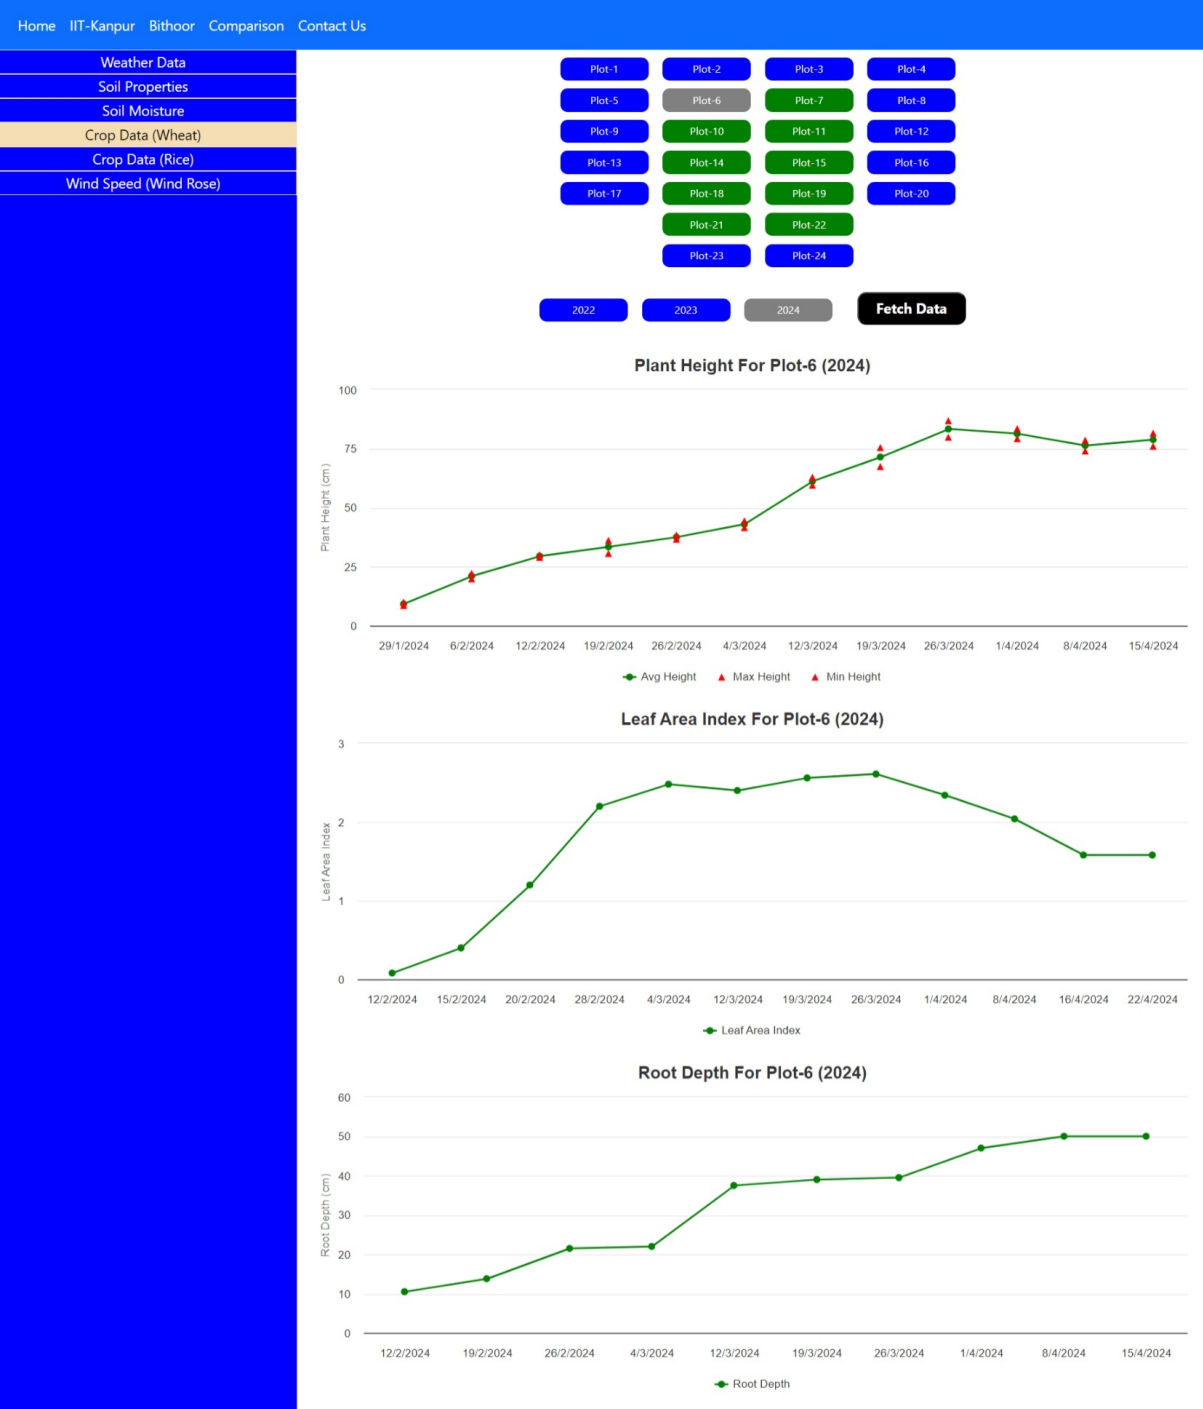 Home IIT-Kanpur Bithoor Comparison Contact Us
Weather Data
Soil Properties
Soil Moisture
Crop Data (Wheat)
Crop Data (Rice)
Wind Speed (Wind Rose)
Plot-1 Plot-2 Plot-3 Plot-4
Plot-5 Plot-6 Plot-7 Plot-8
Plot-9 Plot-10 Plot-11 Plot-12
Plot-13 Plot-14 Plot-15 Plot-16
Plot-17 Plot-18 Plot-19 Plot-20
Plot-21 Plot-22
Plot-23 Plot-24
2022 2023 2024 Fetch Data
Plant Height For Plot-6 (2024)
100
75
50
25
0
Plant Height (cm)
29/1/2024 6/2/2024 12/2/2024 19/2/2024 26/2/2024 4/3/2024 12/3/2024 19/3/2024 26/3/2024 1/4/2024 8/4/2024 15/4/2024
Avg Height Max Height Min Height
Leaf Area Index For Plot-6 (2024)
3
2
1
0
Leaf Area Index
12/2/2024 15/2/2024 20/2/2024 28/2/2024 4/3/2024 12/3/2024 19/3/2024 26/3/2024 1/4/2024 8/4/2024 16/4/2024 22/4/2024
Leaf Area Index
Root Depth For Plot-6 (2024)
60
50
40
30
20
10
0
Root Depth (cm)
12/2/2024 19/2/2024 26/2/2024 4/3/2024 12/3/2024 19/3/2024 26/3/2024 1/4/2024 8/4/2024 15/4/2024
Root Depth